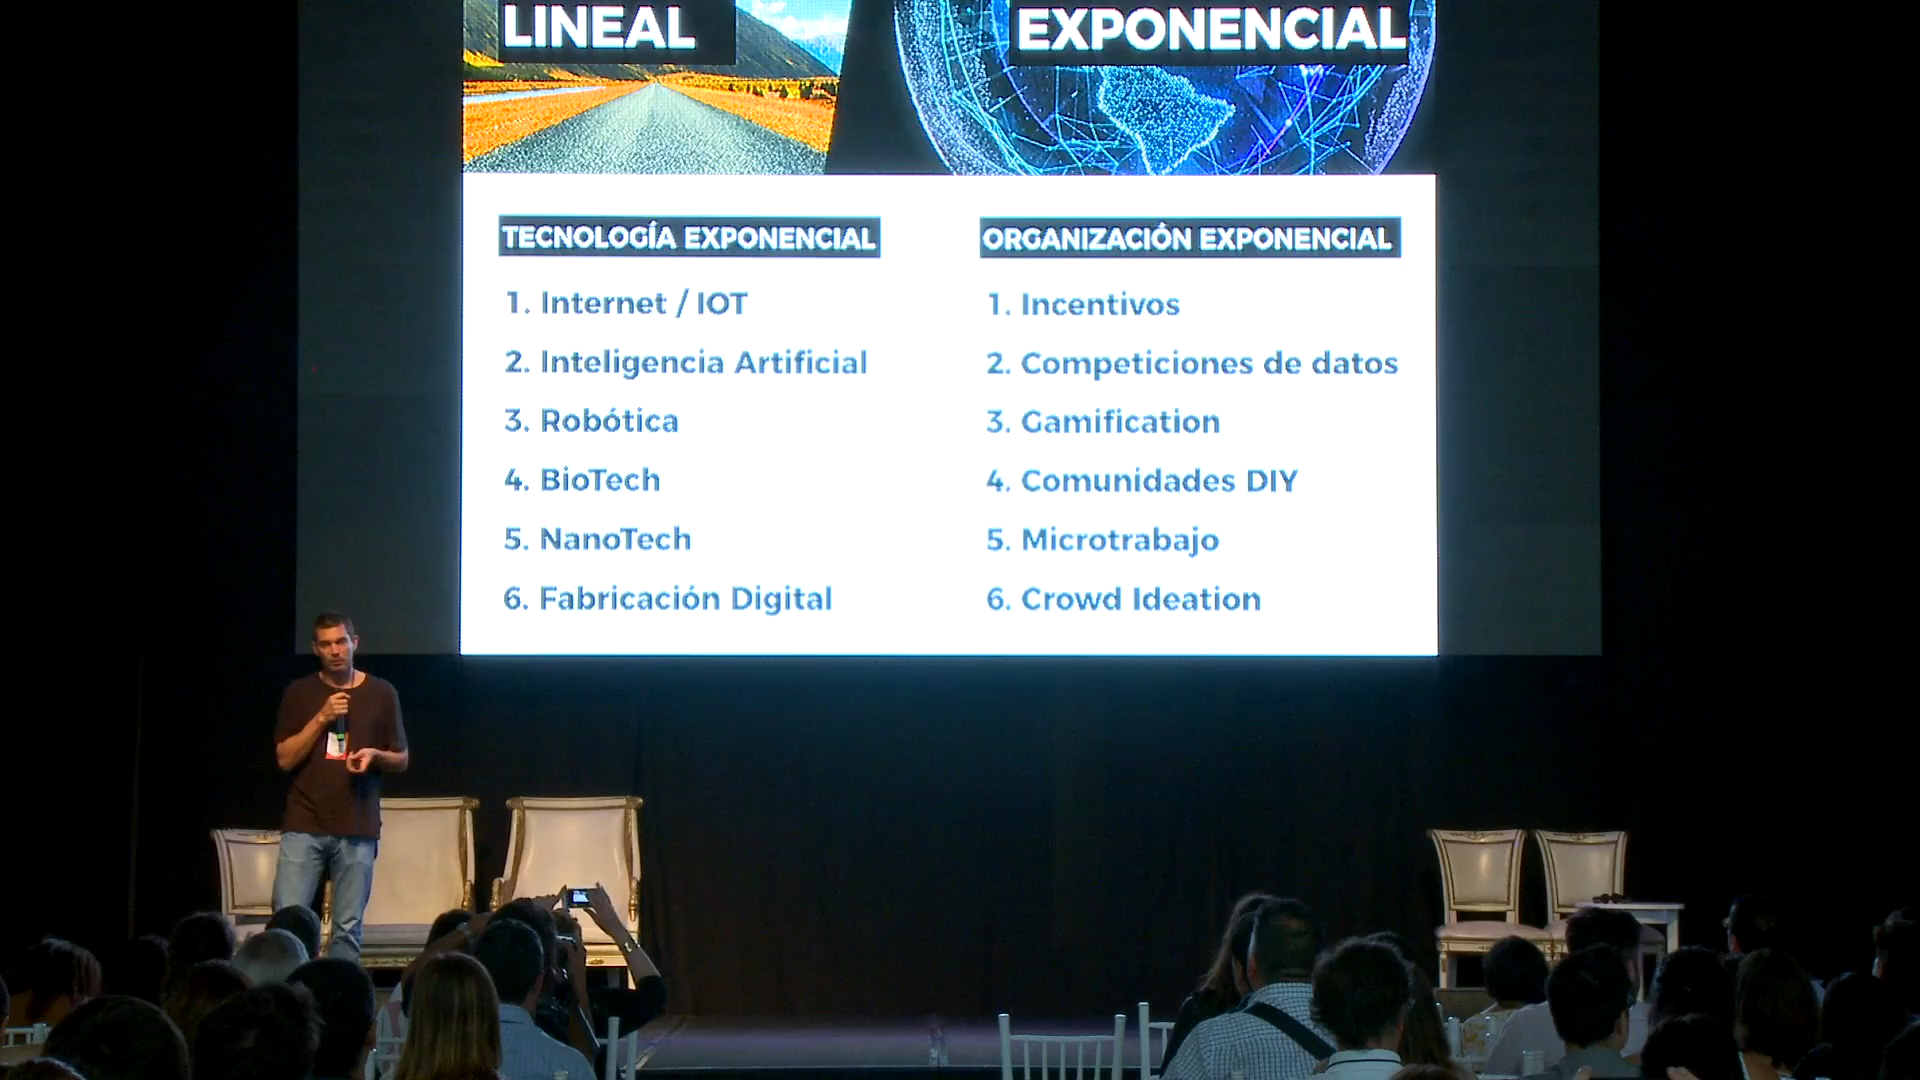 LINEAL
EXPONENCIAL
TECNOLOGÍA EXPONENCIAL
1. Internet / IOT
2. Inteligencia Artificial
3. Robótica
4. BioTech
5. NanoTech
6. Fabricación Digital
ORGANIZACIÓN EXPONENCIAL
1. Incentivos
2. Competiciones de datos
3. Gamification
4. Comunidades DIY
5. Microtrabajo
6. Crowd Ideation